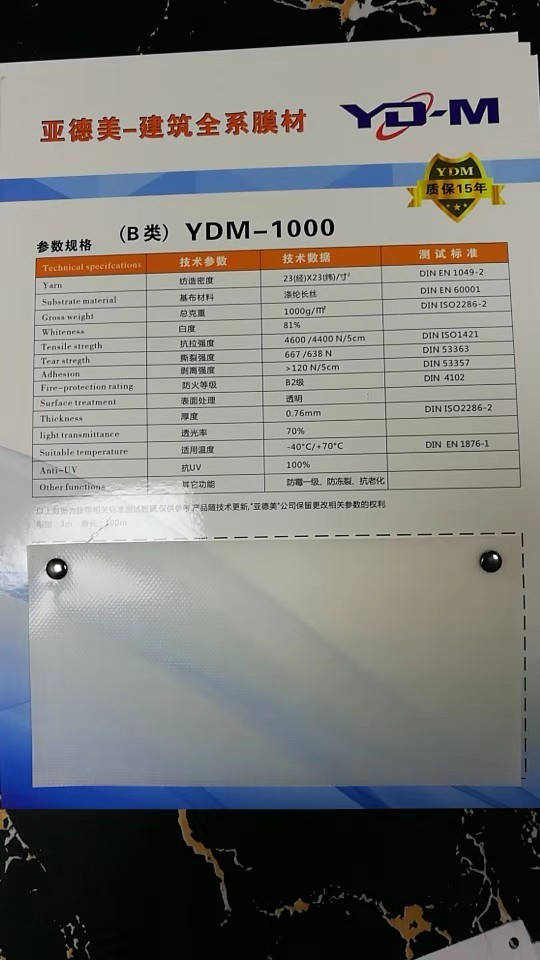 亚德美-建筑全系膜材
YD-M
YDM
质保15年
参数规格 (B类) YDM-1000
Technical specifcations 技术参数 技术数据 测试标准
Yarn 纺造密度 23(经)X23(纬)/寸² DIN EN 1049-2
Substrate material 基布材料 涤纶长丝 DIN EN 60001
Gross weight 总克重 1000g/㎡ DIN ISO2286-2
Whiteness 白度 81%
Tensile stregth 抗拉强度 4600/4400 N/5cm DIN ISO1421
Tear stregth 撕裂强度 667/638 N DIN 53363
Adhesion 剥离强度 >120 N/5cm DIN 53357
Fire-protection rating 防火等级 B2级 DIN 4102
Surface treatment 表面处理 透明
Thickness 厚度 0.76mm DIN ISO2286-2
light transmittance 透光率 70%
Suitable temperature 适用温度 -40°C/+70°C DIN EN 1876-1
Anti-UV 抗UV 100%
Other functions 其它功能 防霉一级、防冻裂、抗老化
仅供参考,产品随技术更新,"亚德美"公司保留更改相关参数的权利.
3m 100m